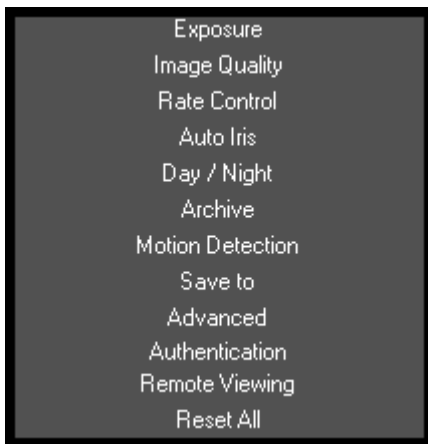 Exposure
Image Quality
Rate Control
Auto Iris
Day / Night
Archive
Motion Detection
Save to
Advanced
Authentication
Remote Viewing
Reset All